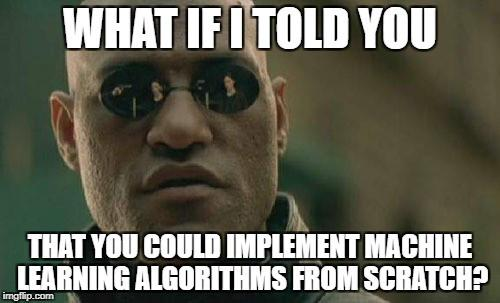 WHAT IF I TOLD YOU
THAT YOU COULD IMPLEMENT MACHINE
LEARNING ALGORITHMS FROM SCRATCH?
imgflip.com